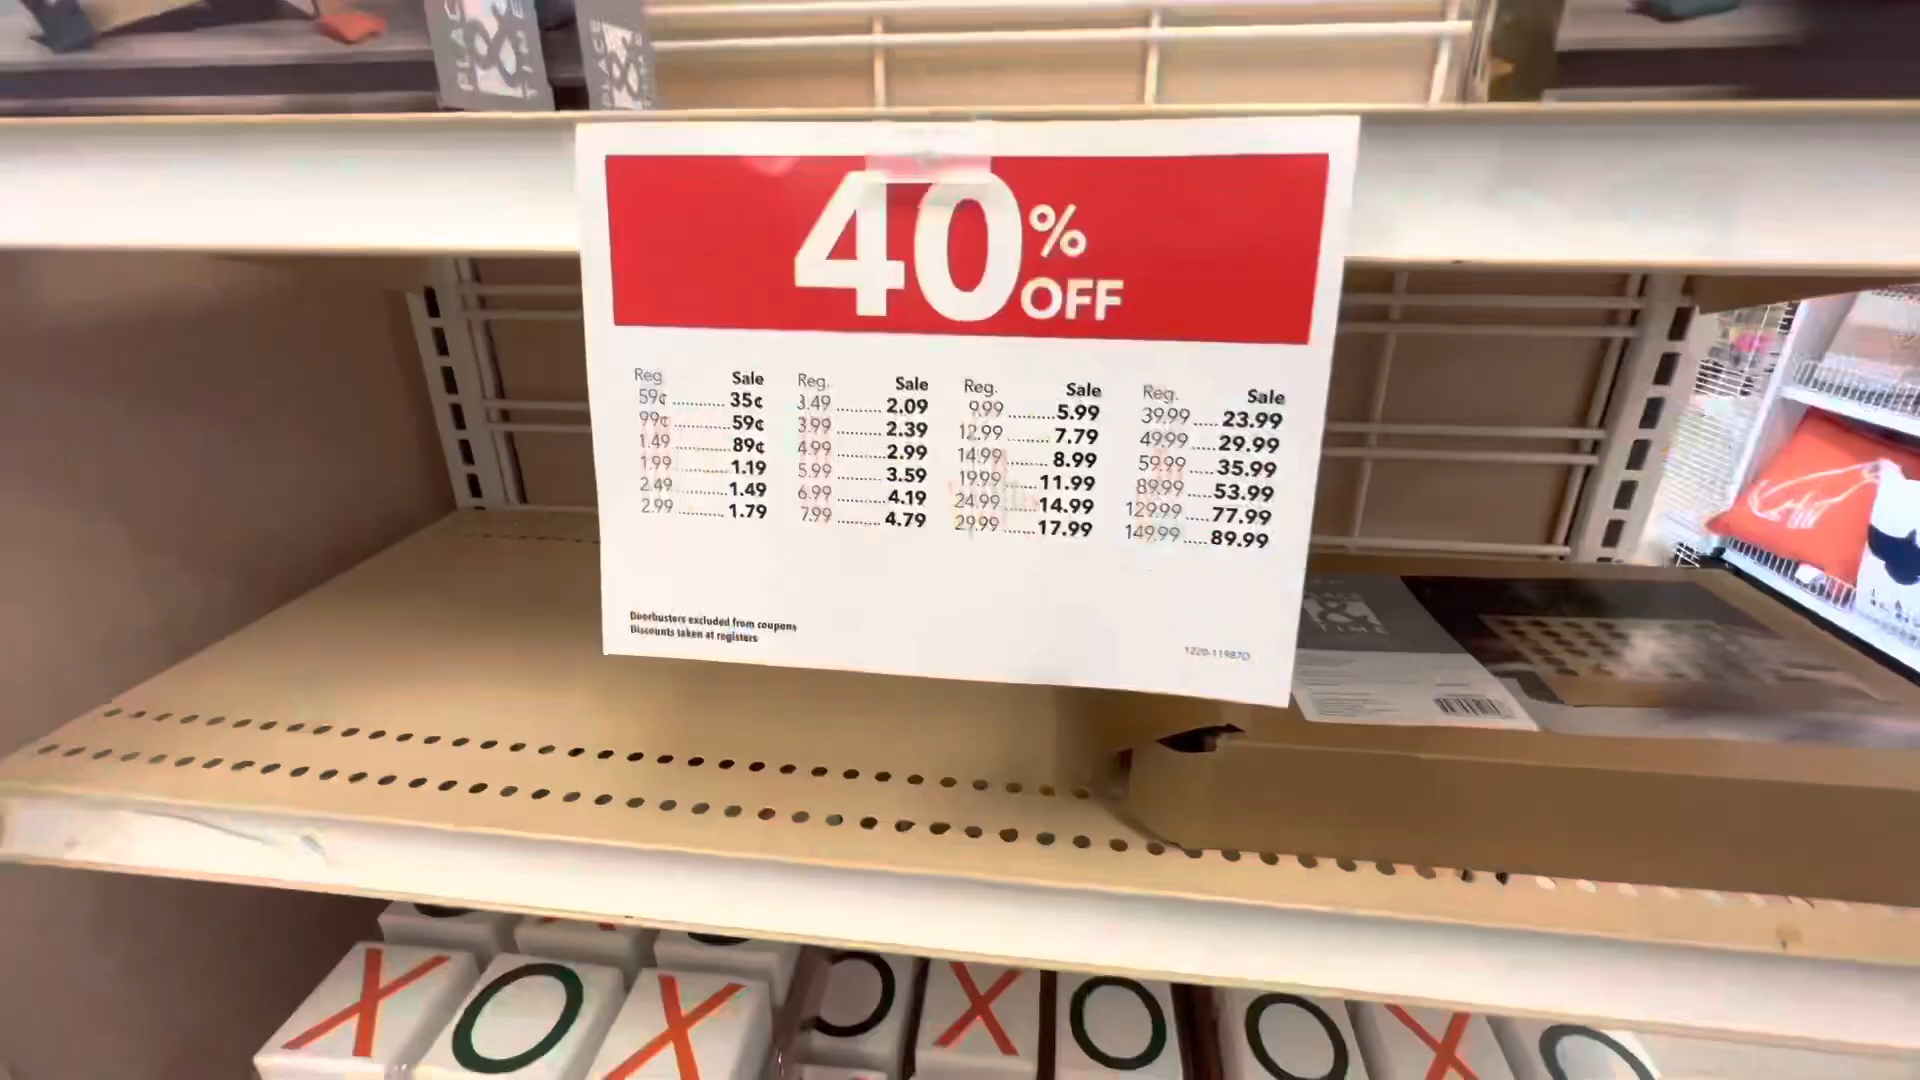 PLACE & TIME
PLACE &
40% OFF
Reg. Sale
59¢ ............ 35¢
99¢ ............ 59¢
1.49 ........... 89¢
1.99 ........... 1.19
2.49 ........... 1.49
2.99 ........... 1.79
Reg. Sale
3.49 ......... 2.09
3.99 ......... 2.39
4.99 ......... 2.99
5.99 ......... 3.59
6.99 ......... 4.19
7.99 ......... 4.79
Reg. Sale
9.99 ......... 5.99
12.99 ......... 7.79
14.99 ........ 8.99
19.99 ...... 11.99
24.99 ...... 14.99
29.99 ...... 17.99
Reg. Sale
39.99 ..... 23.99
49.99 ..... 29.99
59.99 ..... 35.99
89.99 ..... 53.99
129.99 ..... 77.99
149.99 ..... 89.99
Doorbusters excluded from coupons
Discounts taken at registers
& TIME
X O X O X O O X O